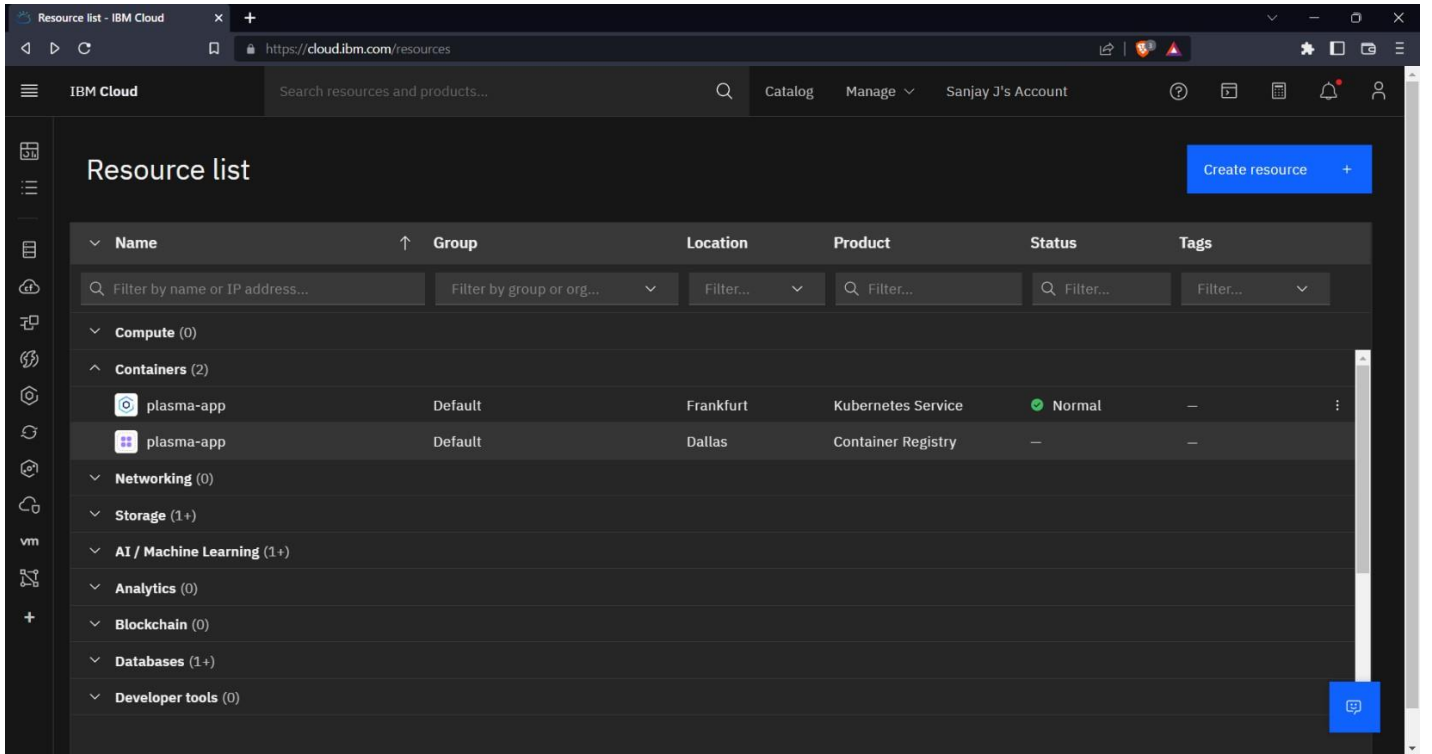 Resource list - IBM Cloud
https://cloud.ibm.com/resources
IBM Cloud Search resources and products... Catalog Manage Sanjay J's Account
Resource list
Create resource +
Name Group Location Product Status Tags
Filter by name or IP address... Filter by group or org... Filter... Filter... Filter... Filter...
Compute (0)
Containers (2)
plasma-app Default Frankfurt Kubernetes Service Normal –
plasma-app Default Dallas Container Registry – –
Networking (0)
Storage (1+)
vm
AI / Machine Learning (1+)
Analytics (0)
Blockchain (0)
Databases (1+)
Developer tools (0)